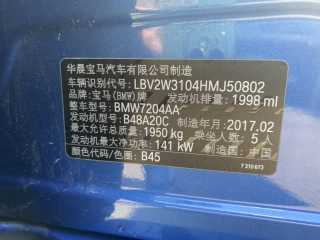 华晨宝马汽车有限公司制造
车辆识别代号: LBV2W3104HMJ50802
品牌: 宝马(BMW)牌 发动机排量: 1998 ml
整车型号: BMW7204AA
发动机型号: B48A20C 制造年月: 2017.02
最大允许总质量: 1950 kg 乘坐人数: 5 人
发动机最大净功率: 141 kW 制造国: 中国
颜色代码/色圈: B45
7 310 673